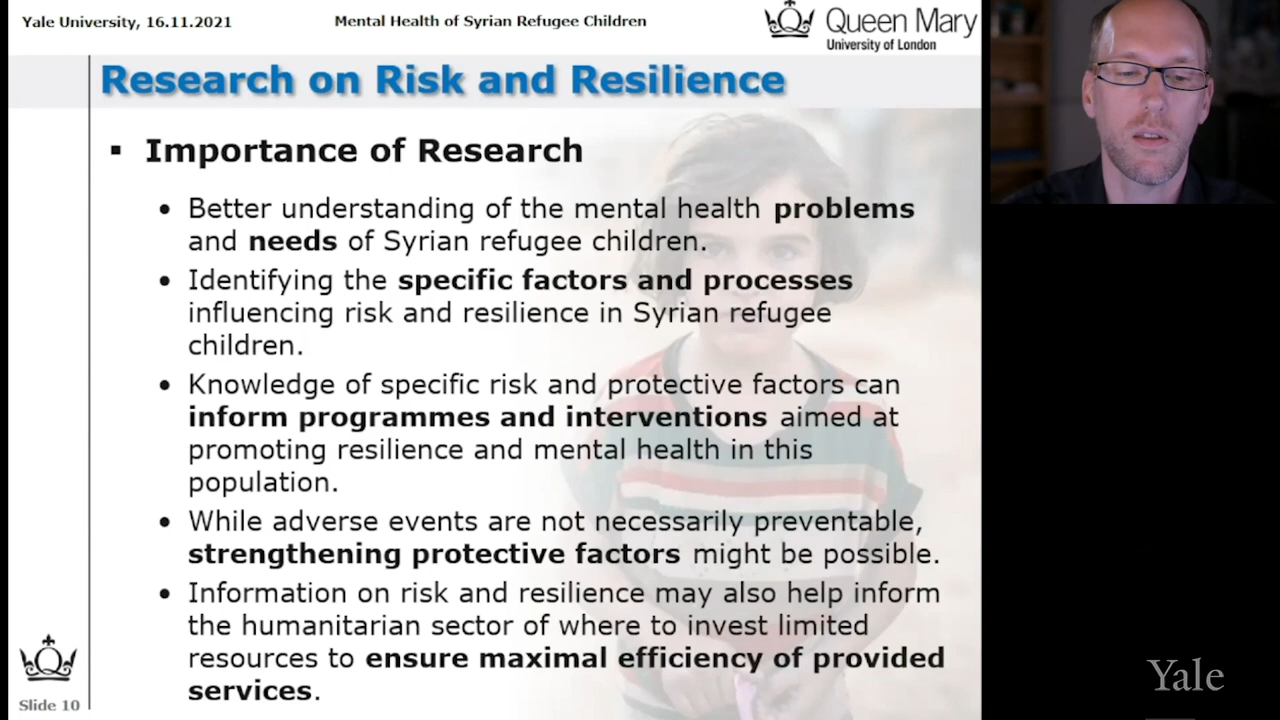 Yale University, 16.11.2021
Mental Health of Syrian Refugee Children
Queen Mary
University of London
Research on Risk and Resilience
▪ Importance of Research
• Better understanding of the mental health problems
and needs of Syrian refugee children.
• Identifying the specific factors and processes
influencing risk and resilience in Syrian refugee
children.
• Knowledge of specific risk and protective factors can
inform programmes and interventions aimed at
promoting resilience and mental health in this
population.
• While adverse events are not necessarily preventable,
strengthening protective factors might be possible.
• Information on risk and resilience may also help inform
the humanitarian sector of where to invest limited
resources to ensure maximal efficiency of provided
services.
Slide 10
Yale